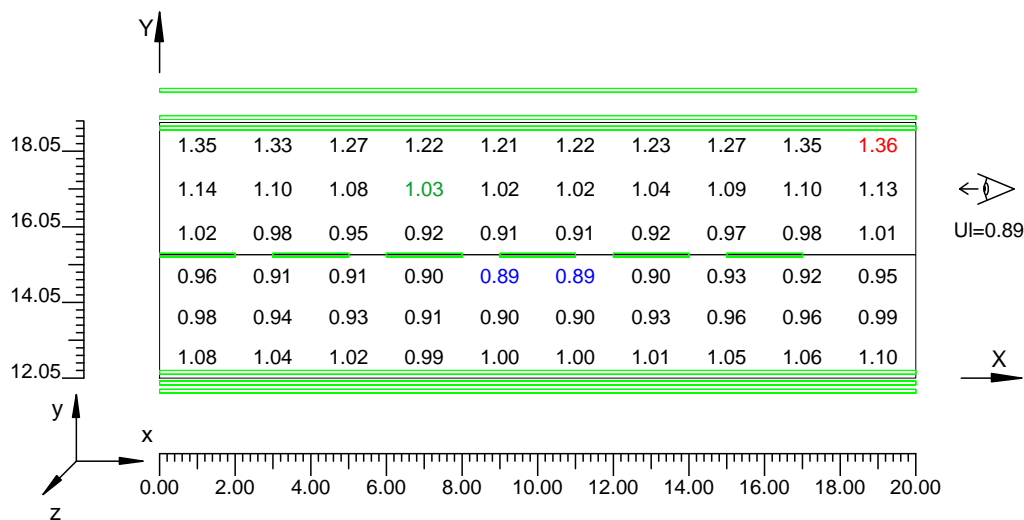 Y
18.05 1.35 1.33 1.27 1.22 1.21 1.22 1.23 1.27 1.35 1.36
1.14 1.10 1.08 1.03 1.02 1.02 1.04 1.09 1.10 1.13
16.05 1.02 0.98 0.95 0.92 0.91 0.91 0.92 0.97 0.98 1.01 Ul=0.89
0.96 0.91 0.91 0.90 0.89 0.89 0.90 0.93 0.92 0.95
14.05
0.98 0.94 0.93 0.91 0.90 0.90 0.93 0.96 0.96 0.99
12.05 1.08 1.04 1.02 0.99 1.00 1.00 1.01 1.05 1.06 1.10 X
y
x
0.00 2.00 4.00 6.00 8.00 10.00 12.00 14.00 16.00 18.00 20.00
z